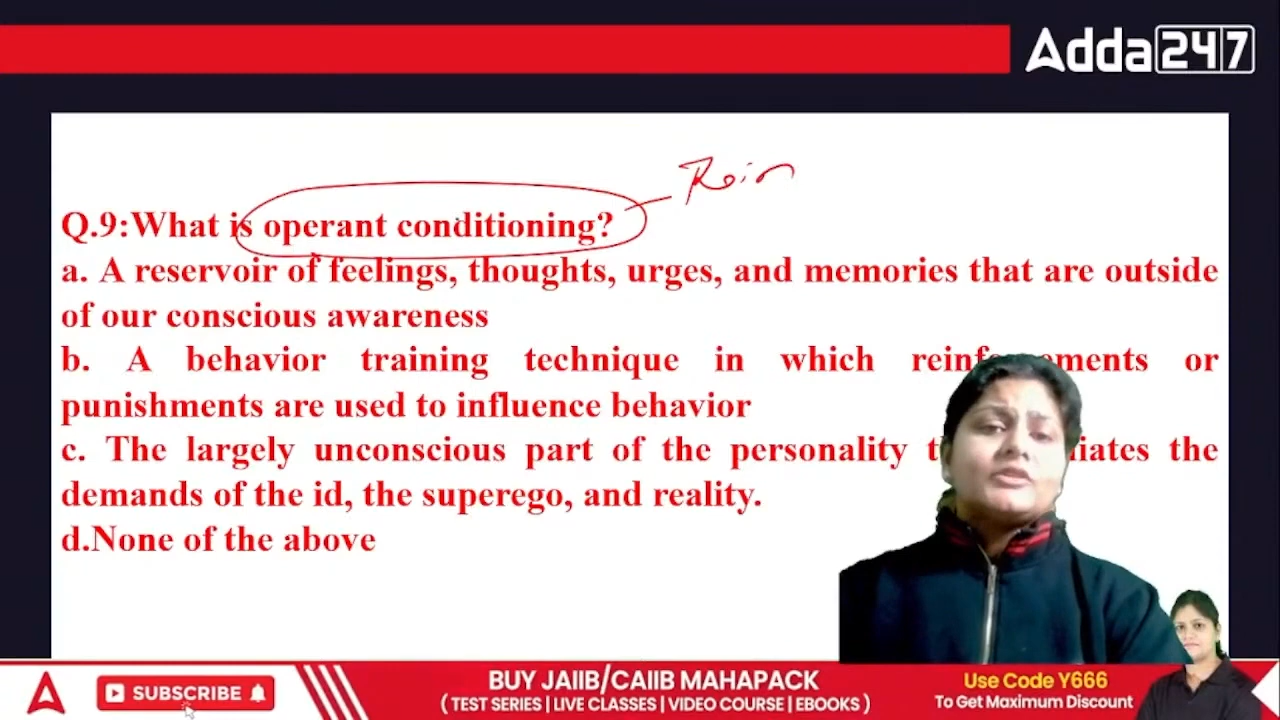 Adda247
Rein
Q.9:What is operant conditioning?
a. A reservoir of feelings, thoughts, urges, and memories that are outside
of our conscious awareness
b. A behavior training technique in which reinf ments or
punishments are used to influence behavior
c. The largely unconscious part of the personality t iates the
demands of the id, the superego, and reality.
d.None of the above
SUBSCRIBE
BUY JAIIB/CAIIB MAHAPACK
( TEST SERIES | LIVE CLASSES | VIDEO COURSE | EBOOKS )
Use Code Y666
To Get Maximum Discount